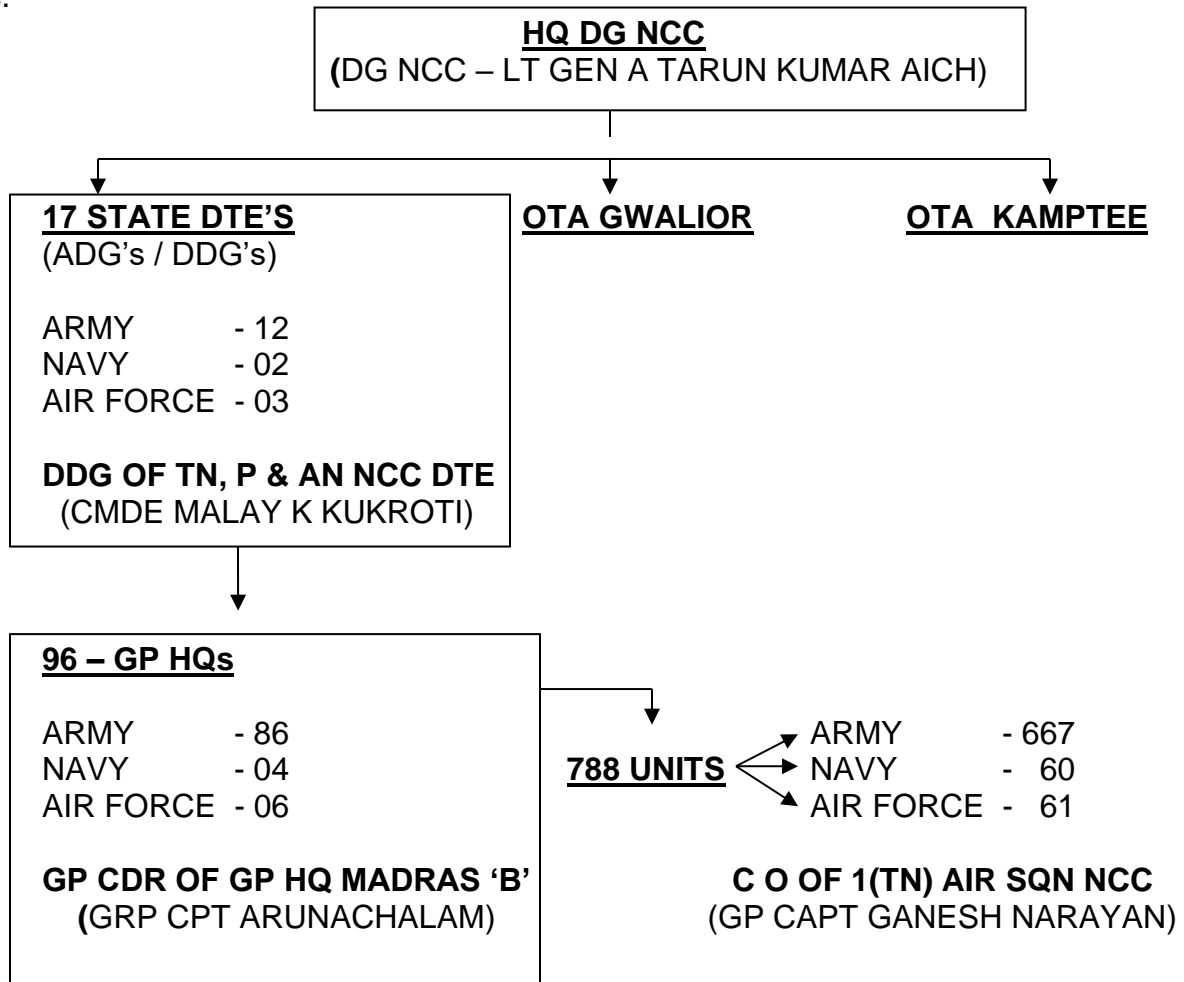 HQ DG NCC
(DG NCC – LT GEN A TARUN KUMAR AICH)
17 STATE DTE'S
(ADG's / DDG's)
ARMY - 12
NAVY - 02
AIR FORCE - 03
DDG OF TN, P & AN NCC DTE
(CMDE MALAY K KUKROTI)
OTA GWALIOR
OTA KAMPTEE
96 – GP HQs
ARMY - 86
NAVY - 04
AIR FORCE - 06
GP CDR OF GP HQ MADRAS ‘B’
(GRP CPT ARUNACHALAM)
788 UNITS
ARMY - 667
NAVY - 60
AIR FORCE - 61
C O OF 1(TN) AIR SQN NCC
(GP CAPT GANESH NARAYAN)